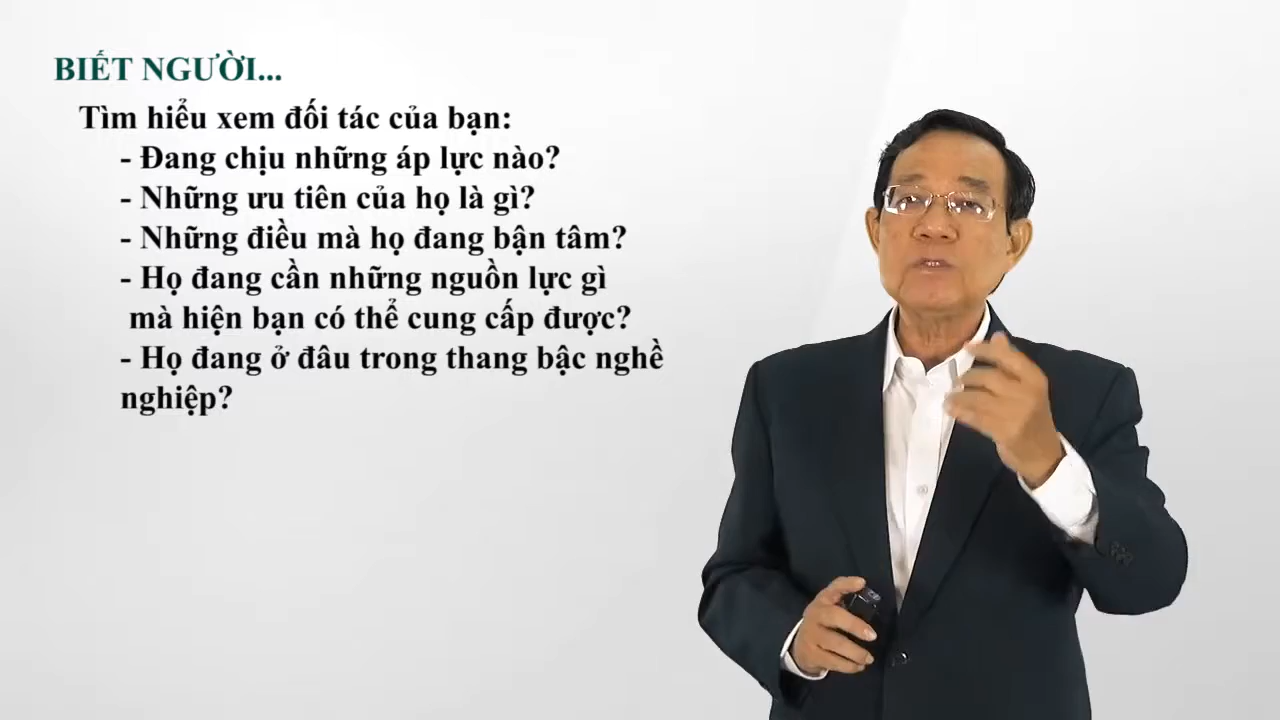 BIẾT NGƯỜI...
Tìm hiểu xem đối tác của bạn:
- Đang chịu những áp lực nào?
- Những ưu tiên của họ là gì?
- Những điều mà họ đang bận tâm?
- Họ đang cần những nguồn lực gì
mà hiện bạn có thể cung cấp được?
- Họ đang ở đâu trong thang bậc nghề
nghiệp?